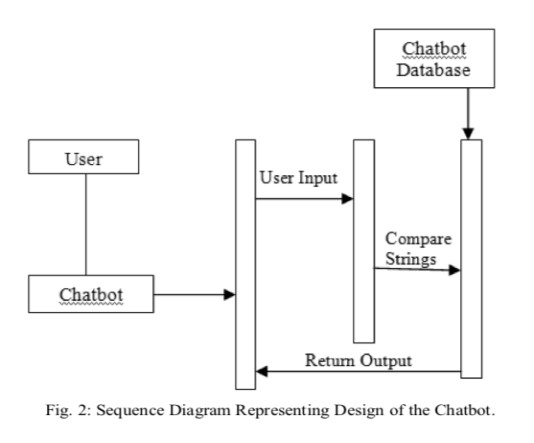 Chatbot
Database
User
User Input
Compare
Strings
Chatbot
Return Output
Fig. 2: Sequence Diagram Representing Design of the Chatbot.